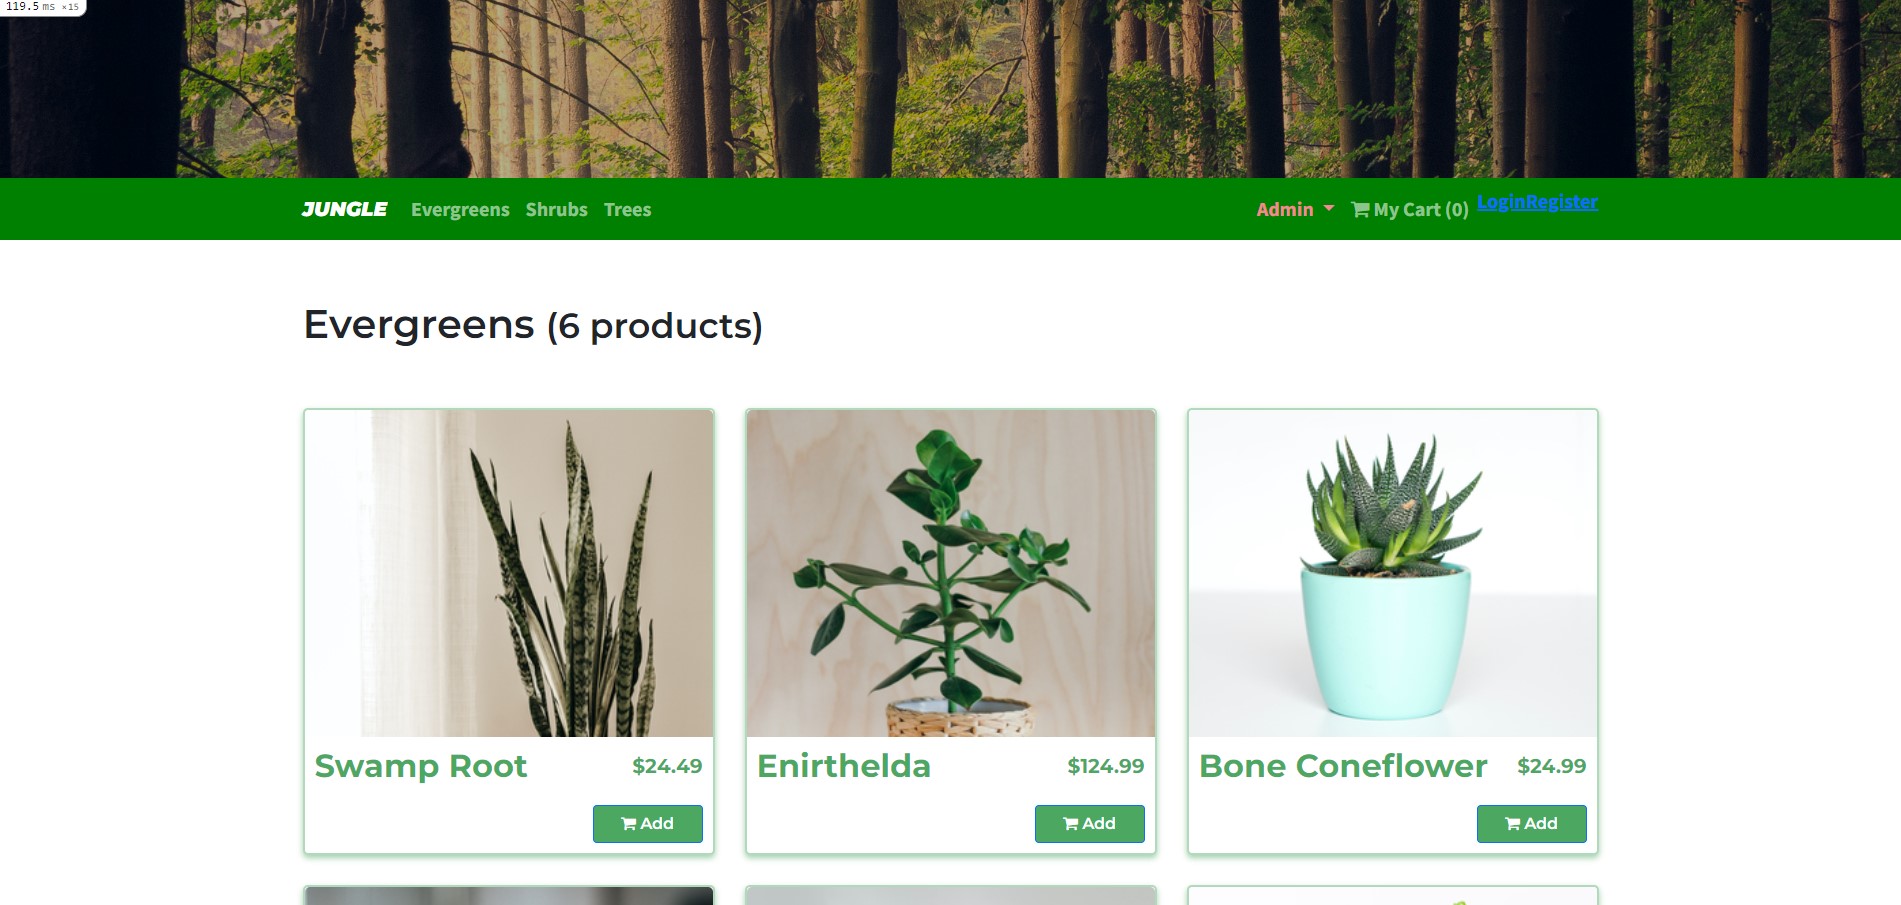 119.5 ms ×15
JUNGLE Evergreens Shrubs Trees Admin My Cart (0) LoginRegister
Evergreens (6 products)
Swamp Root $24.49
Add
Enirthelda $124.99
Add
Bone Coneflower $24.99
Add